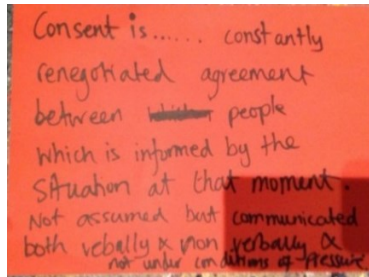 Consent is...... constantly
renegotiated agreement
between people
which is informed by the
situation at that moment.
Not assumed but communicated
both vebally & non verbally &
not under conditions of pressure